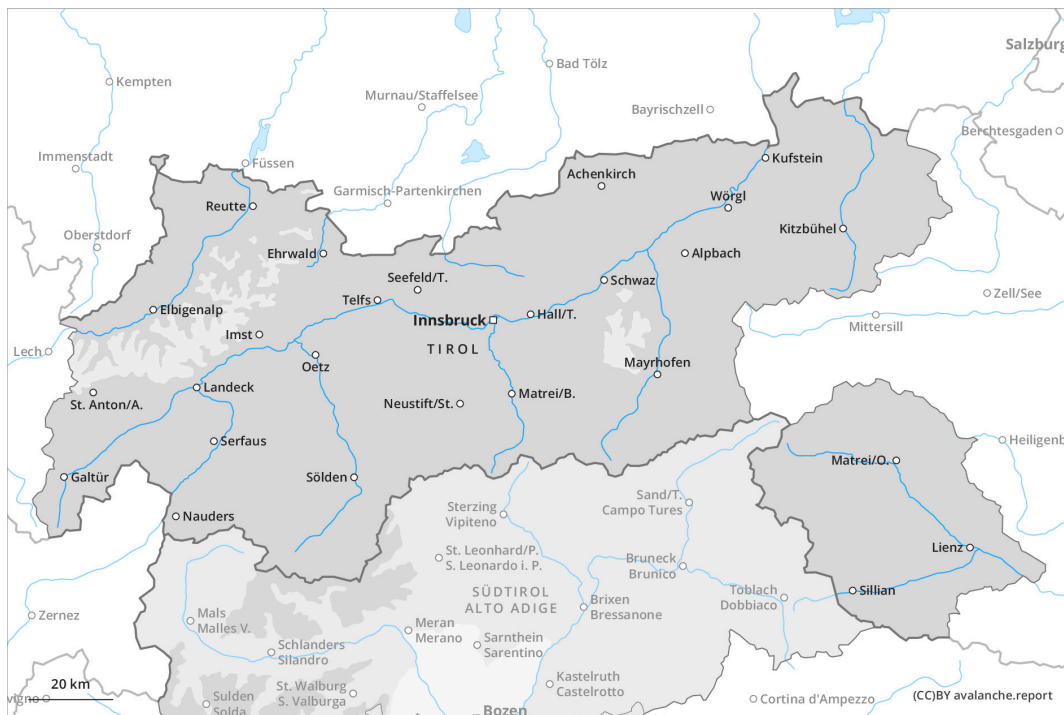 Salzburg
Kempten
Bad Tölz
Murnau/Staffelsee
Bayrischzell
Berchtesgaden
Immenstadt
Füssen
Kufstein
Achenkirch
Garmisch-Partenkirchen
Reutte
Wörgl
Oberstdorf
Kitzbühel
Ehrwald
Alpbach
Seefeld/T.
Schwaz
Telfs
Zell/See
Elbigenalp
Innsbruck
Hall/T.
Mittersill
Imst
TIROL
Lech
Oetz
Mayrhofen
Landeck
St. Anton/A.
Neustift/St.
Matrei/B.
Serfaus
Heiligenb
Matrei/O.
Galtür
Sölden
Sand/T.
Campo Tures
Sterzing
Vipiteno
Nauders
Lienz
St. Leonhard/P.
S. Leonardo i. P.
Bruneck
Brunico
SÜDTIROL
ALTO ADIGE
Sillian
Toblach
Dobbiaco
Brixen
Bressanone
Zernez
Mals
Malles V.
Meran
Merano
Sarnthein
Sarentino
Schlanders
Silandro
Kastelruth
Castelrotto
20 km
St. Walburg
S. Valburga
vigno
Sulden
Solda
Cortina d'Ampezzo
(CC)BY avalanche.report
Bozen